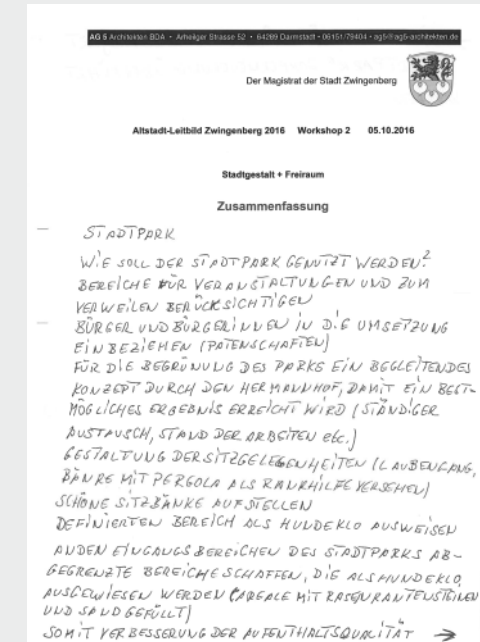 AG 5 Architekten BDA • Arheilger Strasse 52 • 64289 Darmstadt • 06151/79404 • ag5@ag5-architekten.de
Der Magistrat der Stadt Zwingenberg
Altstadt-Leitbild Zwingenberg 2016 Workshop 2 05.10.2016
Stadtgestalt + Freiraum
Zusammenfassung
STADTPARK
WIE SOLL DER STADTPARK GENUTZT WERDEN?
BEREICHE FÜR VERANSTALTUNGEN UND ZUM
VERWEILEN BERÜCKSICHTIGEN
BÜRGER UND BÜRGERINNEN IN DIE UMSETZUNG
EINBEZIEHEN (PATENSCHAFTEN)
FÜR DIE BEGRÜNUNG DES PARKS EIN BEGLEITENDES
KONZEPT DURCH DEN HERMANNHOF, DAMIT EIN BEST-
MÖGLICHES ERGEBNIS ERREICHT WIRD (STÄNDIGER
AUSTAUSCH, STAND DER ARBEITEN etc.)
GESTALTUNG DER SITZGELEGENHEITEN (LAUBENGANG,
BÄNKE MIT PERGOLA ALS RANKHILFE VERSEHEN)
SCHÖNE SITZBÄNKE AUFSTELLEN
DEFINIERTEN BEREICH ALS HUNDEKLO AUSWEISEN
AN DEN EINGANGSBEREICHEN DES STADTPARKS AB-
GEGRENZTE BEREICHE SCHAFFEN, DIE ALS HUNDEKLO
AUSGEWIESEN WERDEN (AREALE MIT RASENKANTENSTEINEN
UND SAND GEFÜLLT)
SOMIT VERBESSERUNG DER AUFENTHALTSQUALITÄT →